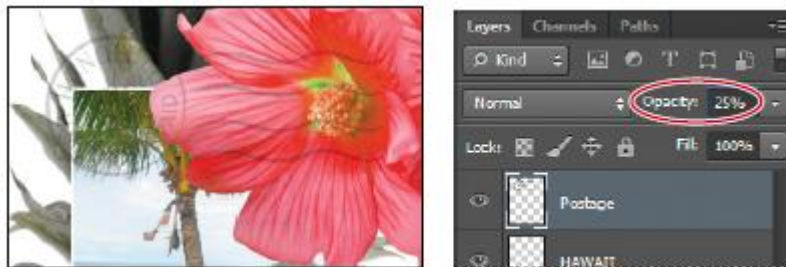 Layers Channels Paths
Kind
Normal Opacity: 25%
Lock: Fill: 100%
Postage
HAWAII